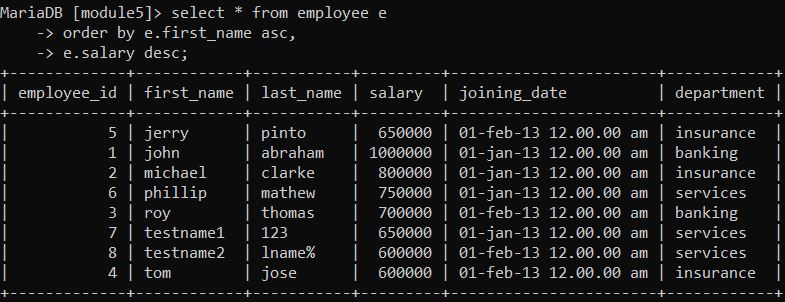 MariaDB [module5]> select * from employee e
    -> order by e.first_name asc,
    -> e.salary desc;
+-------------+------------+-----------+---------+------------------------+------------+
| employee_id | first_name | last_name | salary  | joining_date           | department |
+-------------+------------+-----------+---------+------------------------+------------+
|           5 | jerry      | pinto     |  650000 | 01-feb-13 12.00.00 am | insurance  |
|           1 | john       | abraham   | 1000000 | 01-jan-13 12.00.00 am | banking    |
|           2 | michael    | clarke    |  800000 | 01-jan-13 12.00.00 am | insurance  |
|           6 | phillip    | mathew    |  750000 | 01-jan-13 12.00.00 am | services   |
|           3 | roy        | thomas    |  700000 | 01-feb-13 12.00.00 am | banking    |
|           7 | testname1  | 123       |  650000 | 01-jan-13 12.00.00 am | services   |
|           8 | testname2  | lname%    |  600000 | 01-feb-13 12.00.00 am | services   |
|           4 | tom        | jose      |  600000 | 01-feb-13 12.00.00 am | insurance  |
+-------------+------------+-----------+---------+------------------------+------------+